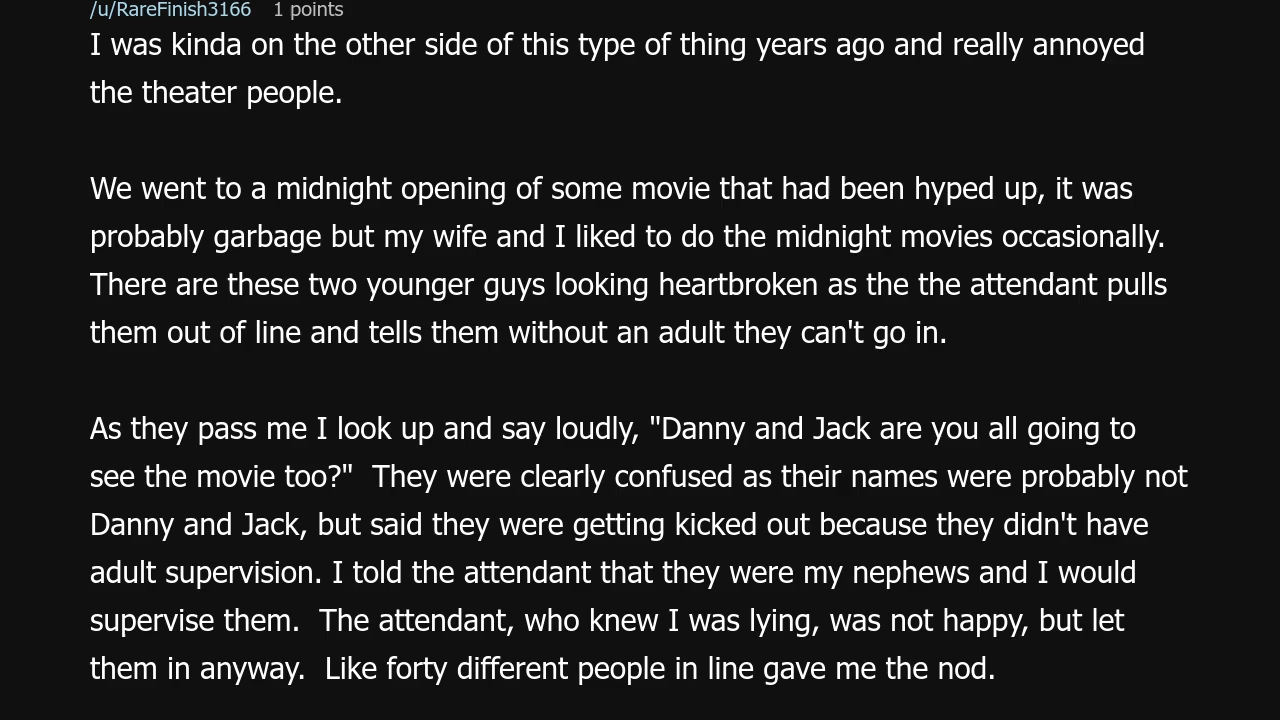 /u/RareFinish3166 1 points
I was kinda on the other side of this type of thing years ago and really annoyed
the theater people.
We went to a midnight opening of some movie that had been hyped up, it was
probably garbage but my wife and I liked to do the midnight movies occasionally.
There are these two younger guys looking heartbroken as the the attendant pulls
them out of line and tells them without an adult they can't go in.
As they pass me I look up and say loudly, "Danny and Jack are you all going to
see the movie too?"  They were clearly confused as their names were probably not
Danny and Jack, but said they were getting kicked out because they didn't have
adult supervision. I told the attendant that they were my nephews and I would
supervise them.  The attendant, who knew I was lying, was not happy, but let
them in anyway.  Like forty different people in line gave me the nod.